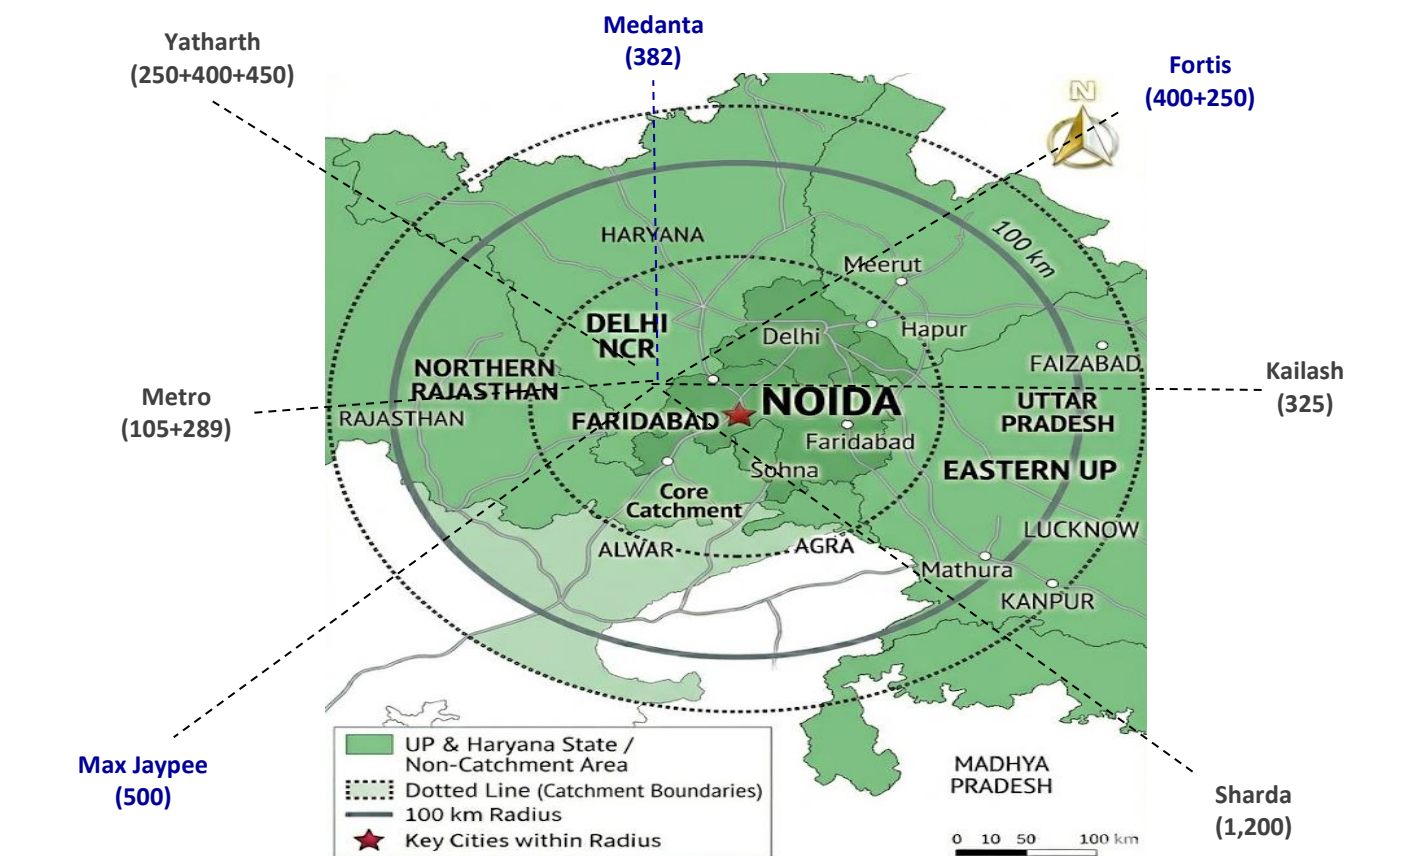 Medanta
(382)
Yatharth
(250+400+450)
Fortis
(400+250)
N
100 km
HARYANA
Meerut
DELHI
NCR
Delhi
Hapur
NORTHERN
RAJASTHAN
FAIZABAD
Kailash
(325)
Metro
(105+289)
RAJASTHAN
FARIDABAD
NOIDA
UTTAR
PRADESH
Faridabad
Sohna
EASTERN UP
Core
Catchment
LUCKNOW
ALWAR
AGRA
Mathura
KANPUR
Max Jaypee
(500)
UP & Haryana State /
Non-Catchment Area
Dotted Line (Catchment Boundaries)
100 km Radius
Key Cities within Radius
MADHYA
PRADESH
Sharda
(1,200)
0 10 50 100 km